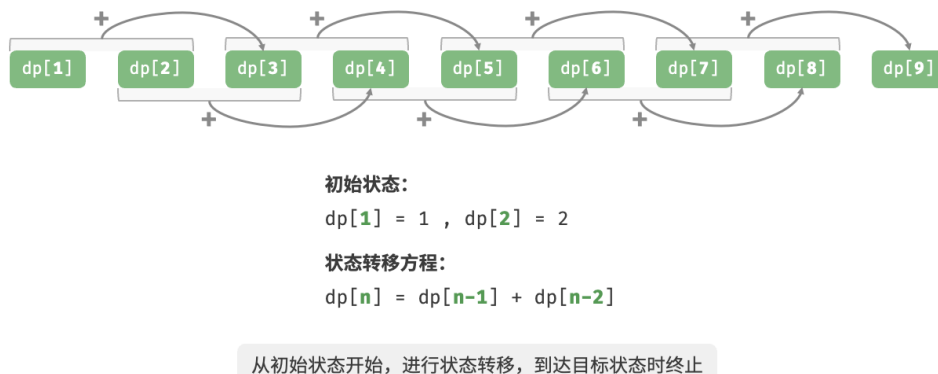 + + + +
dp[1] dp[2] dp[3] dp[4] dp[5] dp[6] dp[7] dp[8] dp[9]
+ + +
初始状态：
dp[1] = 1 , dp[2] = 2
状态转移方程：
dp[n] = dp[n-1] + dp[n-2]
从初始状态开始，进行状态转移，到达目标状态时终止